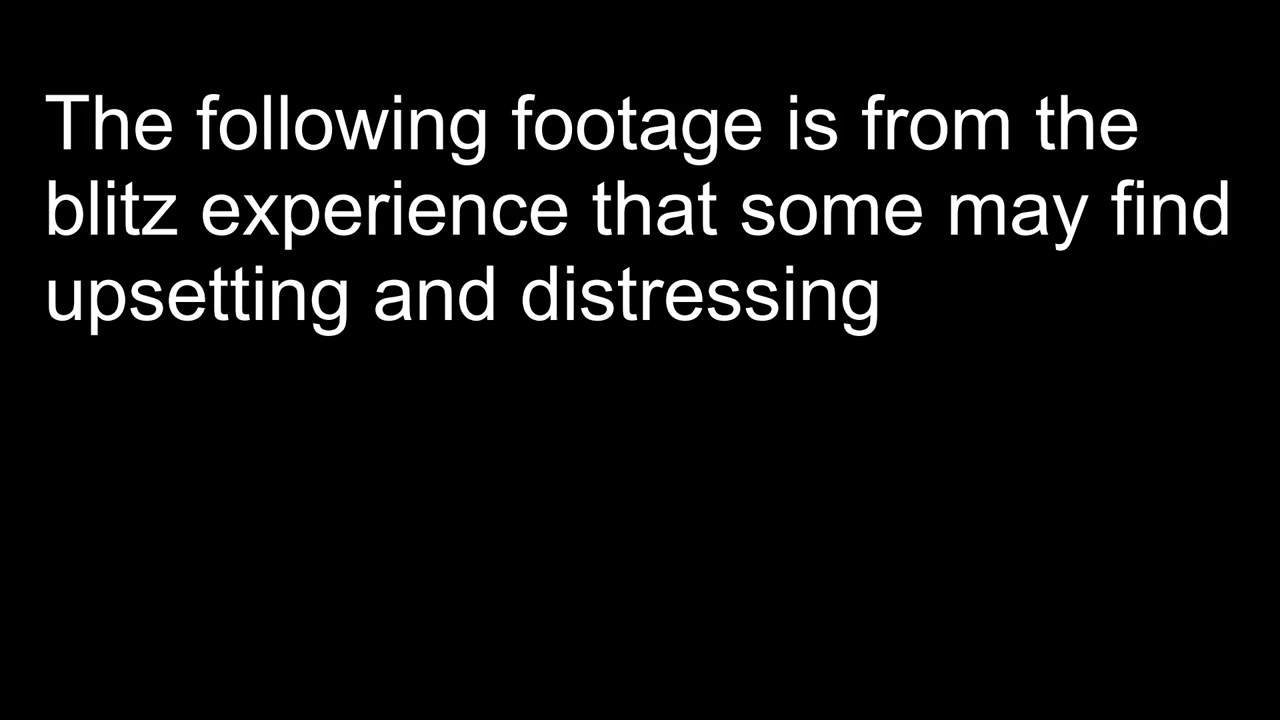 The following footage is from the
blitz experience that some may find
upsetting and distressing